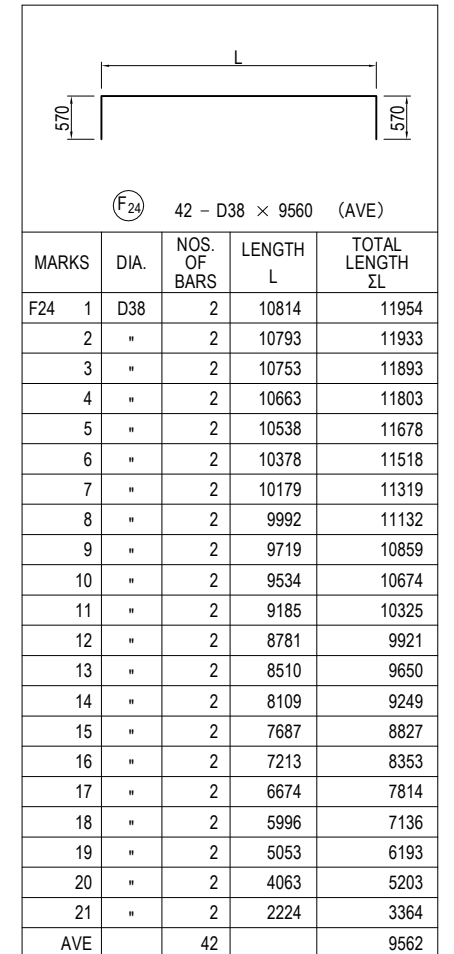 L
570
570
F24 42 − D38 × 9560 (AVE)
MARKS DIA. NOS. OF BARS LENGTH L TOTAL LENGTH ΣL
F24 1 D38 2 10814 11954
2 " 2 10793 11933
3 " 2 10753 11893
4 " 2 10663 11803
5 " 2 10538 11678
6 " 2 10378 11518
7 " 2 10179 11319
8 " 2 9992 11132
9 " 2 9719 10859
10 " 2 9534 10674
11 " 2 9185 10325
12 " 2 8781 9921
13 " 2 8510 9650
14 " 2 8109 9249
15 " 2 7687 8827
16 " 2 7213 8353
17 " 2 6674 7814
18 " 2 5996 7136
19 " 2 5053 6193
20 " 2 4063 5203
21 " 2 2224 3364
AVE 42 9562